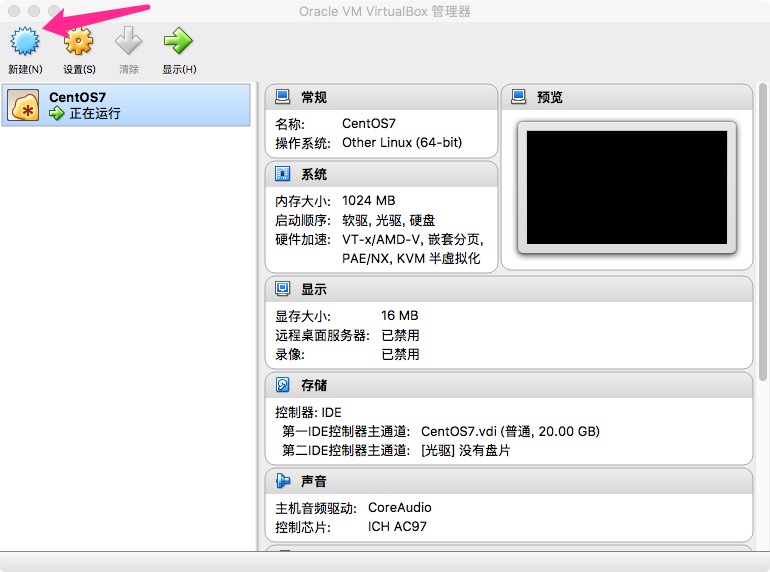 Oracle VM VirtualBox 管理器
新建(N) 设置(S) 清除 显示(H)
CentOS7
正在运行
常规
名称: CentOS7
操作系统: Other Linux (64-bit)
预览
系统
内存大小: 1024 MB
启动顺序: 软驱, 光驱, 硬盘
硬件加速: VT-x/AMD-V, 嵌套分页,
PAE/NX, KVM 半虚拟化
显示
显存大小: 16 MB
远程桌面服务器: 已禁用
录像: 已禁用
存储
控制器: IDE
第一IDE控制器主通道: CentOS7.vdi (普通, 20.00 GB)
第二IDE控制器主通道: [光驱] 没有盘片
声音
主机音频驱动: CoreAudio
控制芯片: ICH AC97